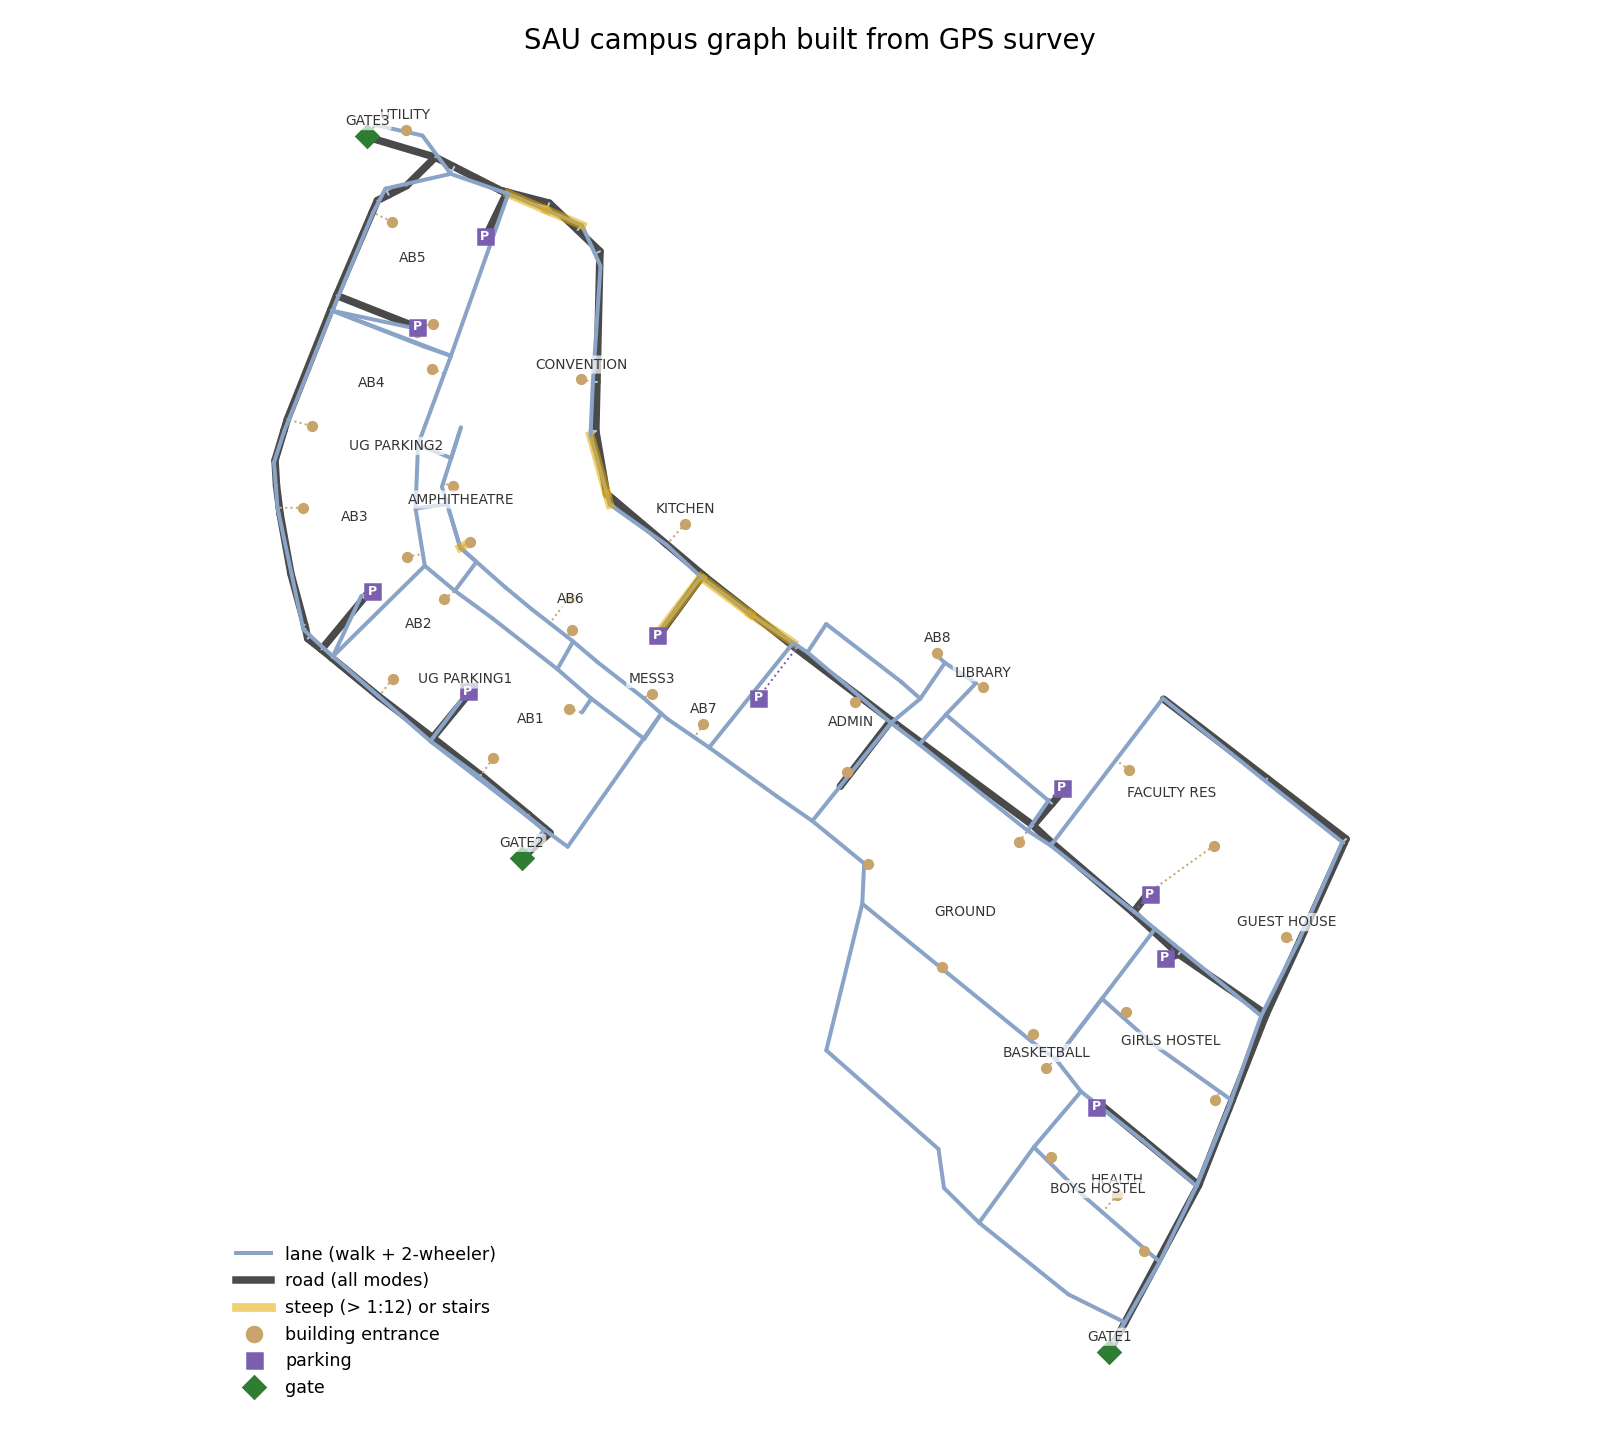 SAU campus graph built from GPS survey
UTILITY
GATE3
P
AB5
P
CONVENTION
AB4
UG PARKING2
AMPHITHEATRE
KITCHEN
AB3
P
AB6
AB2
P
AB8
LIBRARY
UG PARKING1
MESS3
P
P
AB7
AB1
ADMIN
P
FACULTY RES
GATE2
P
GROUND
GUEST HOUSE
P
GIRLS HOSTEL
BASKETBALL
P
HEALTH
BOYS HOSTEL
GATE1
lane (walk + 2-wheeler)
road (all modes)
steep (> 1:12) or stairs
building entrance
parking
gate